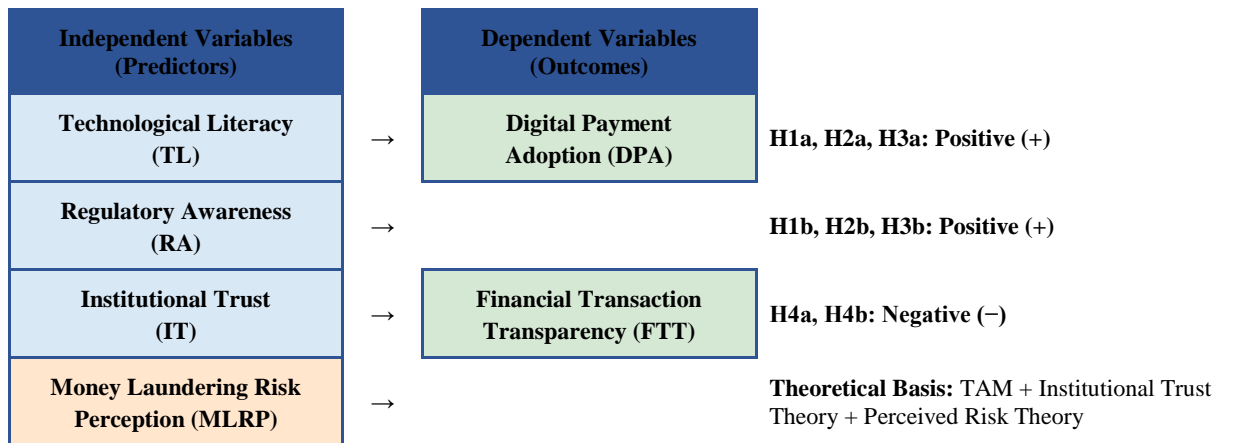 Independent Variables
(Predictors)
Dependent Variables
(Outcomes)
Technological Literacy
(TL)
→
Digital Payment
Adoption (DPA)
H1a, H2a, H3a: Positive (+)
Regulatory Awareness
(RA)
→
H1b, H2b, H3b: Positive (+)
Institutional Trust
(IT)
→
Financial Transaction
Transparency (FTT)
H4a, H4b: Negative (−)
Money Laundering Risk
Perception (MLRP)
→
Theoretical Basis: TAM + Institutional Trust
Theory + Perceived Risk Theory